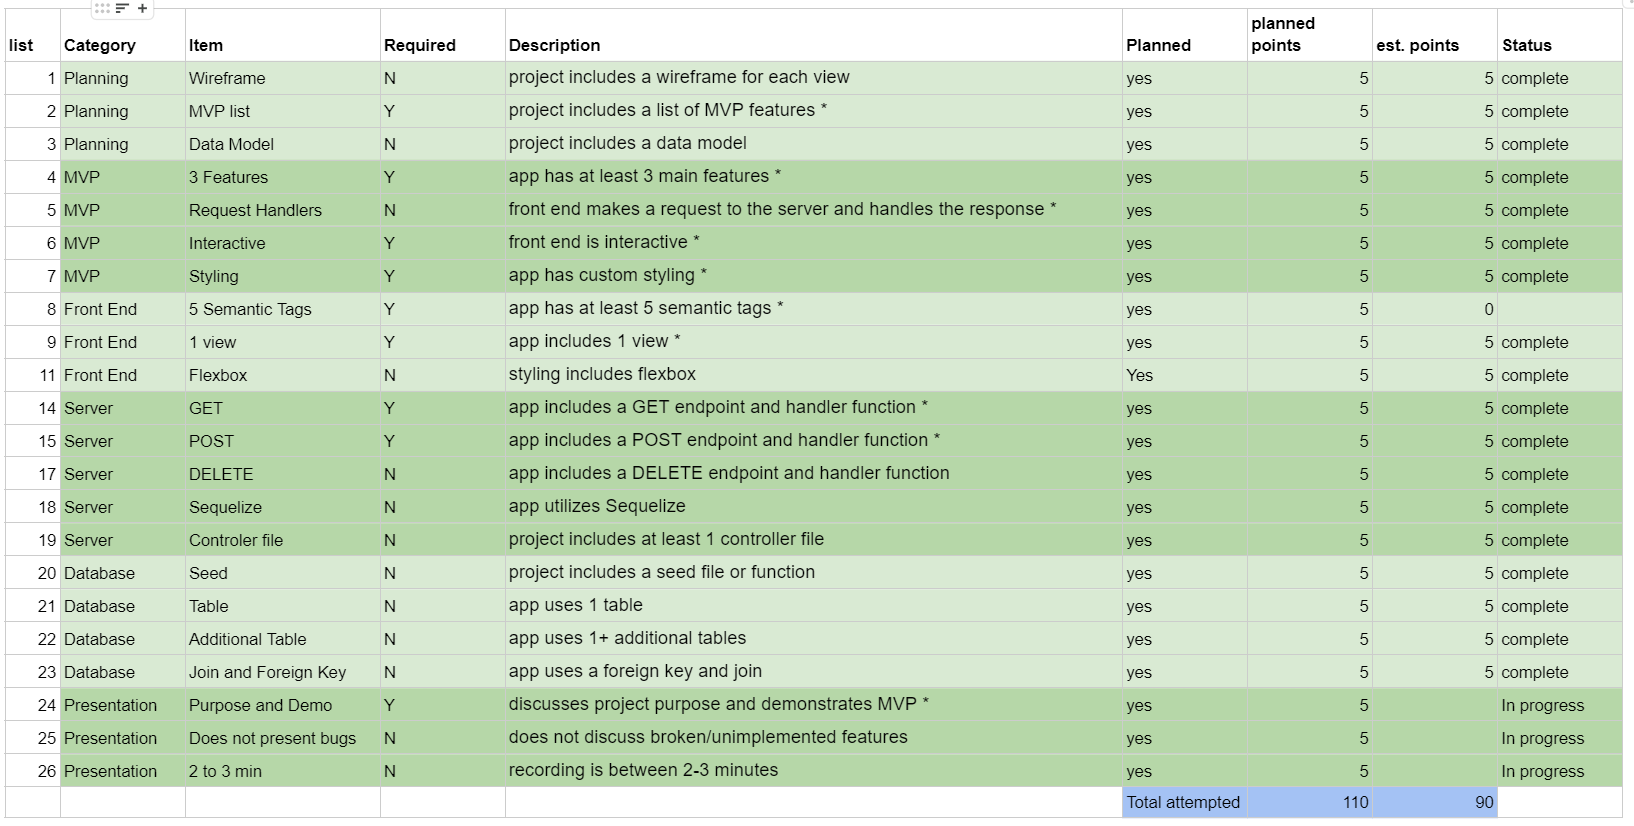 list Category Item Required Description Planned planned points est. points Status
1 Planning Wireframe N project includes a wireframe for each view yes 5 5 complete
2 Planning MVP list Y project includes a list of MVP features * yes 5 5 complete
3 Planning Data Model N project includes a data model yes 5 5 complete
4 MVP 3 Features Y app has at least 3 main features * yes 5 5 complete
5 MVP Request Handlers N front end makes a request to the server and handles the response * yes 5 5 complete
6 MVP Interactive Y front end is interactive * yes 5 5 complete
7 MVP Styling Y app has custom styling * yes 5 5 complete
8 Front End 5 Semantic Tags Y app has at least 5 semantic tags * yes 5 0
9 Front End 1 view Y app includes 1 view * yes 5 5 complete
11 Front End Flexbox N styling includes flexbox Yes 5 5 complete
14 Server GET Y app includes a GET endpoint and handler function * yes 5 5 complete
15 Server POST Y app includes a POST endpoint and handler function * yes 5 5 complete
17 Server DELETE N app includes a DELETE endpoint and handler function yes 5 5 complete
18 Server Sequelize N app utilizes Sequelize yes 5 5 complete
19 Server Controler file N project includes at least 1 controller file yes 5 5 complete
20 Database Seed N project includes a seed file or function yes 5 5 complete
21 Database Table N app uses 1 table yes 5 5 complete
22 Database Additional Table N app uses 1+ additional tables yes 5 5 complete
23 Database Join and Foreign Key N app uses a foreign key and join yes 5 5 complete
24 Presentation Purpose and Demo Y discusses project purpose and demonstrates MVP * yes 5 In progress
25 Presentation Does not present bugs N does not discuss broken/unimplemented features yes 5 In progress
26 Presentation 2 to 3 min N recording is between 2-3 minutes yes 5 In progress
Total attempted 110 90